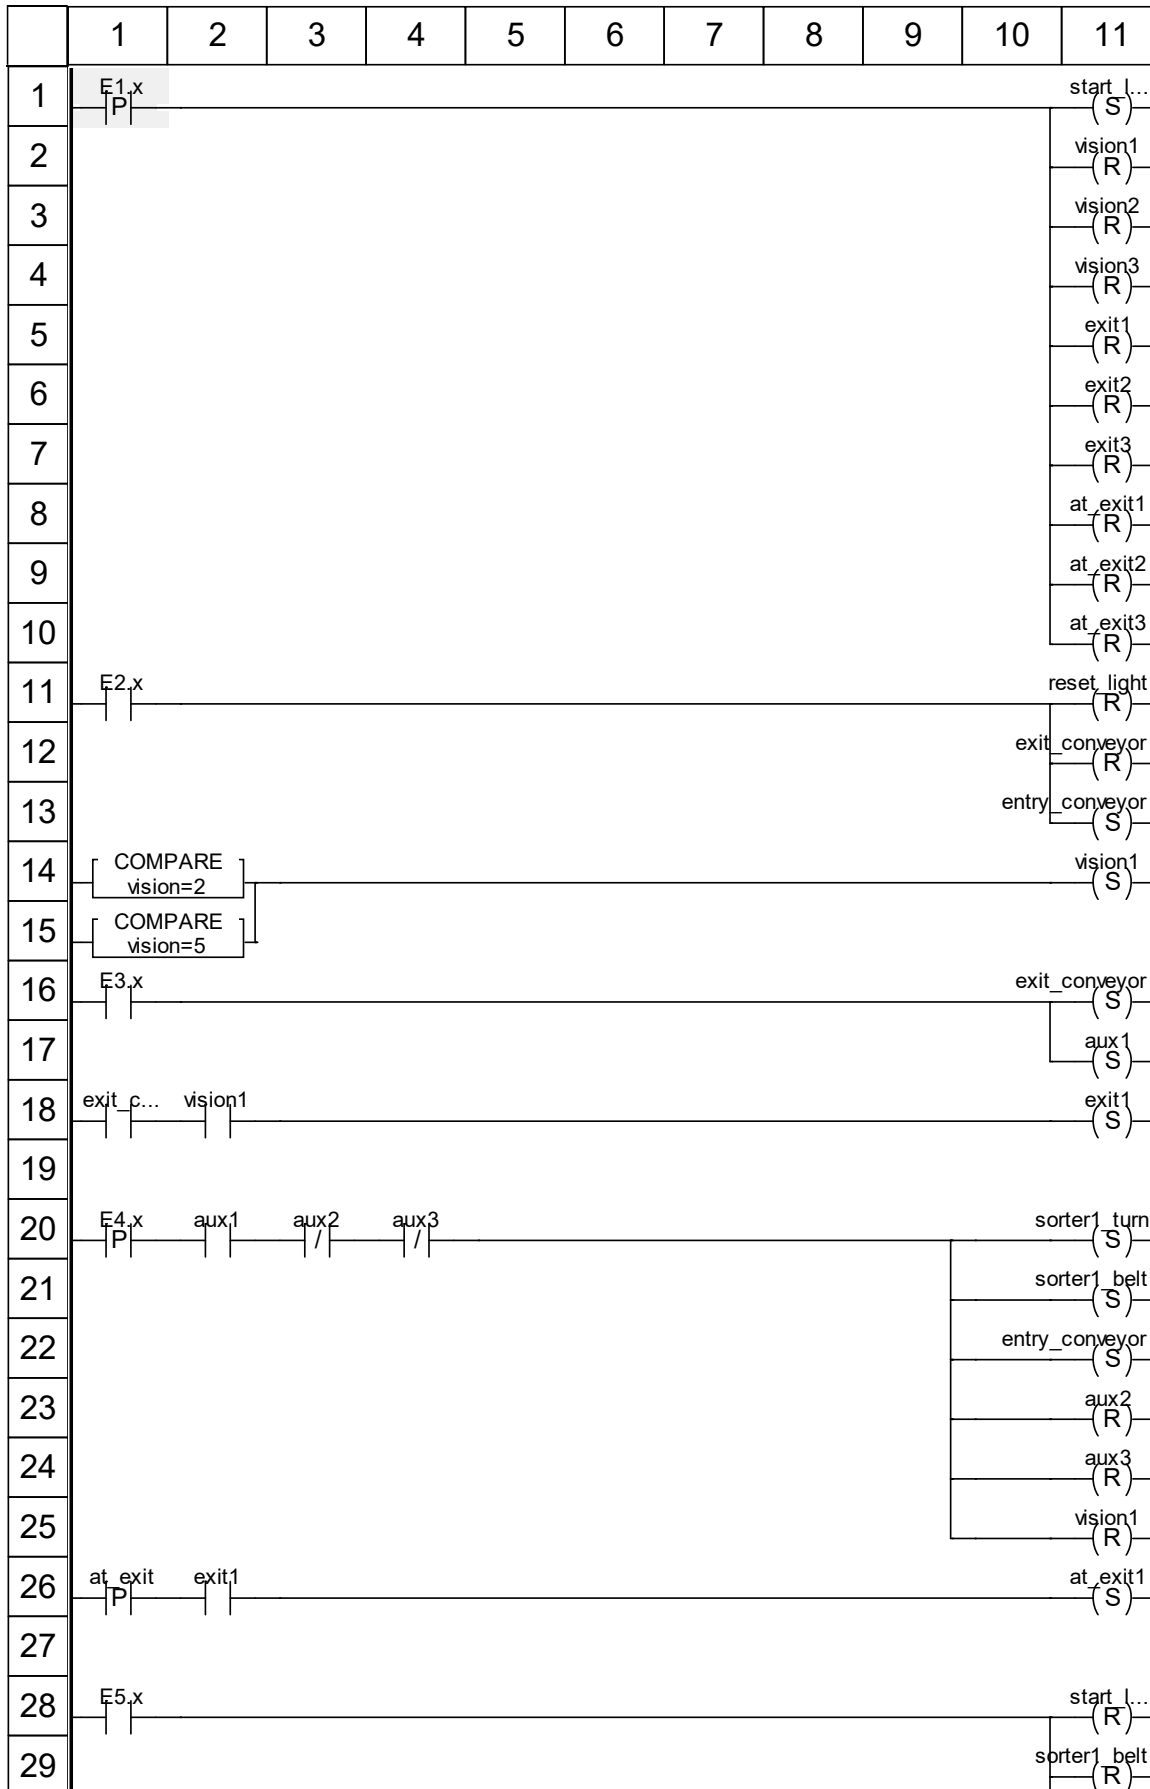 1 2 3 4 5 6 7 8 9 10 11
1 E1.x P start_l... S
2 vision1 R
3 vision2 R
4 vision3 R
5 exit1 R
6 exit2 R
7 exit3 R
8 at_exit1 R
9 at_exit2 R
10 at_exit3 R
11 E2.x reset_light R
12 exit_conveyor R
13 entry_conveyor S
14 COMPARE vision1
vision=2 S
15 COMPARE
vision=5
16 E3.x exit_conveyor S
17 aux1 S
18 exit_c... vision1 exit1 S
19
20 E4.x P aux1 aux2 / aux3 / sorter1_turn S
21 sorter1_belt S
22 entry_conveyor S
23 aux2 R
24 aux3 R
25 vision1 R
26 at_exit P exit1 at_exit1 S
27
28 E5.x start_l... R
29 sorter1_belt R